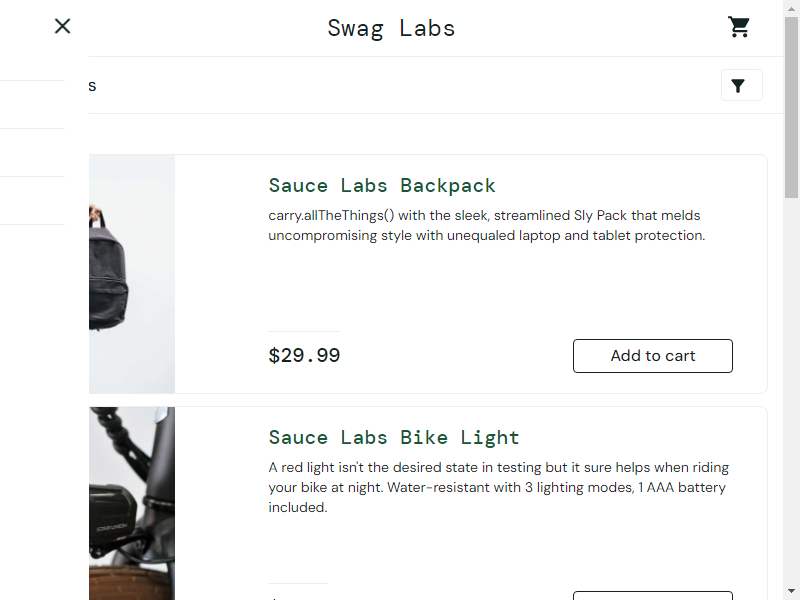 Swag Labs
s
Sauce Labs Backpack
carry.allTheThings() with the sleek, streamlined Sly Pack that melds
uncompromising style with unequaled laptop and tablet protection.
$29.99
Add to cart
Sauce Labs Bike Light
A red light isn't the desired state in testing but it sure helps when riding
your bike at night. Water-resistant with 3 lighting modes, 1 AAA battery
included.